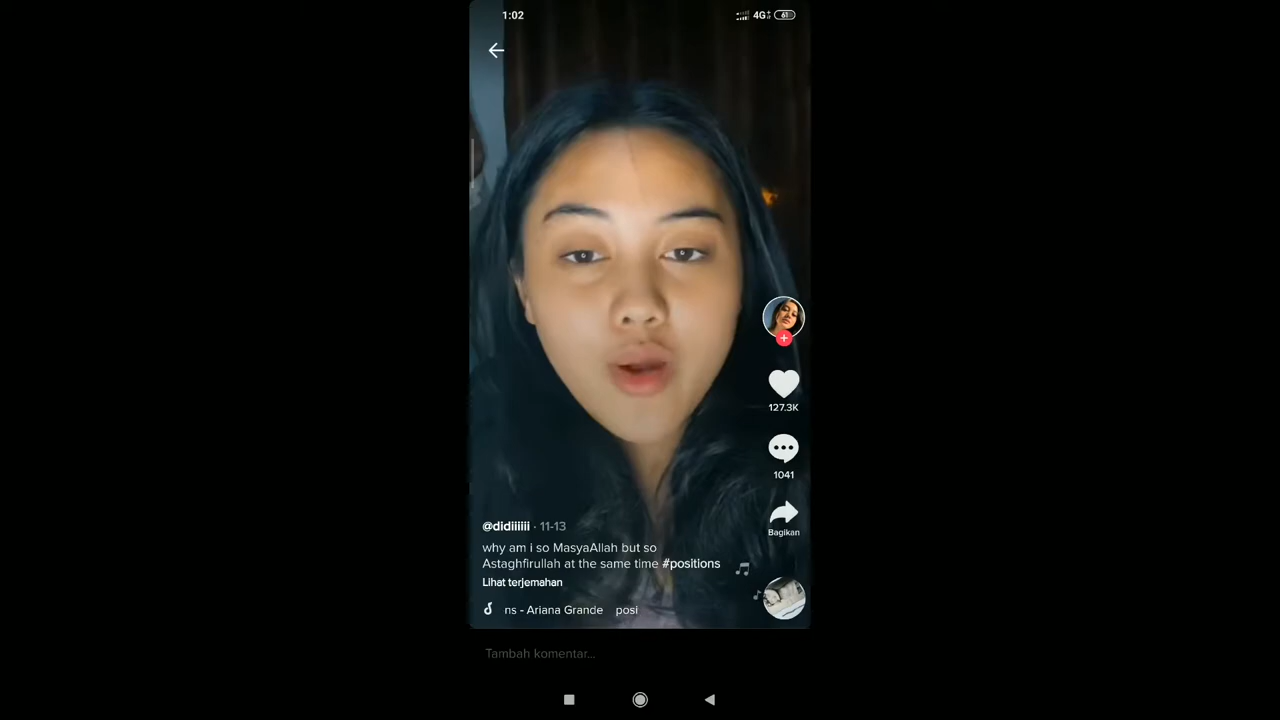 1:02
4G
61
127.3K
1041
Bagikan
@didiiiiii · 11-13
why am i so MasyaAllah but so
Astaghfirullah at the same time #positions
Lihat terjemahan
ns - Ariana Grande posi
Tambah komentar...